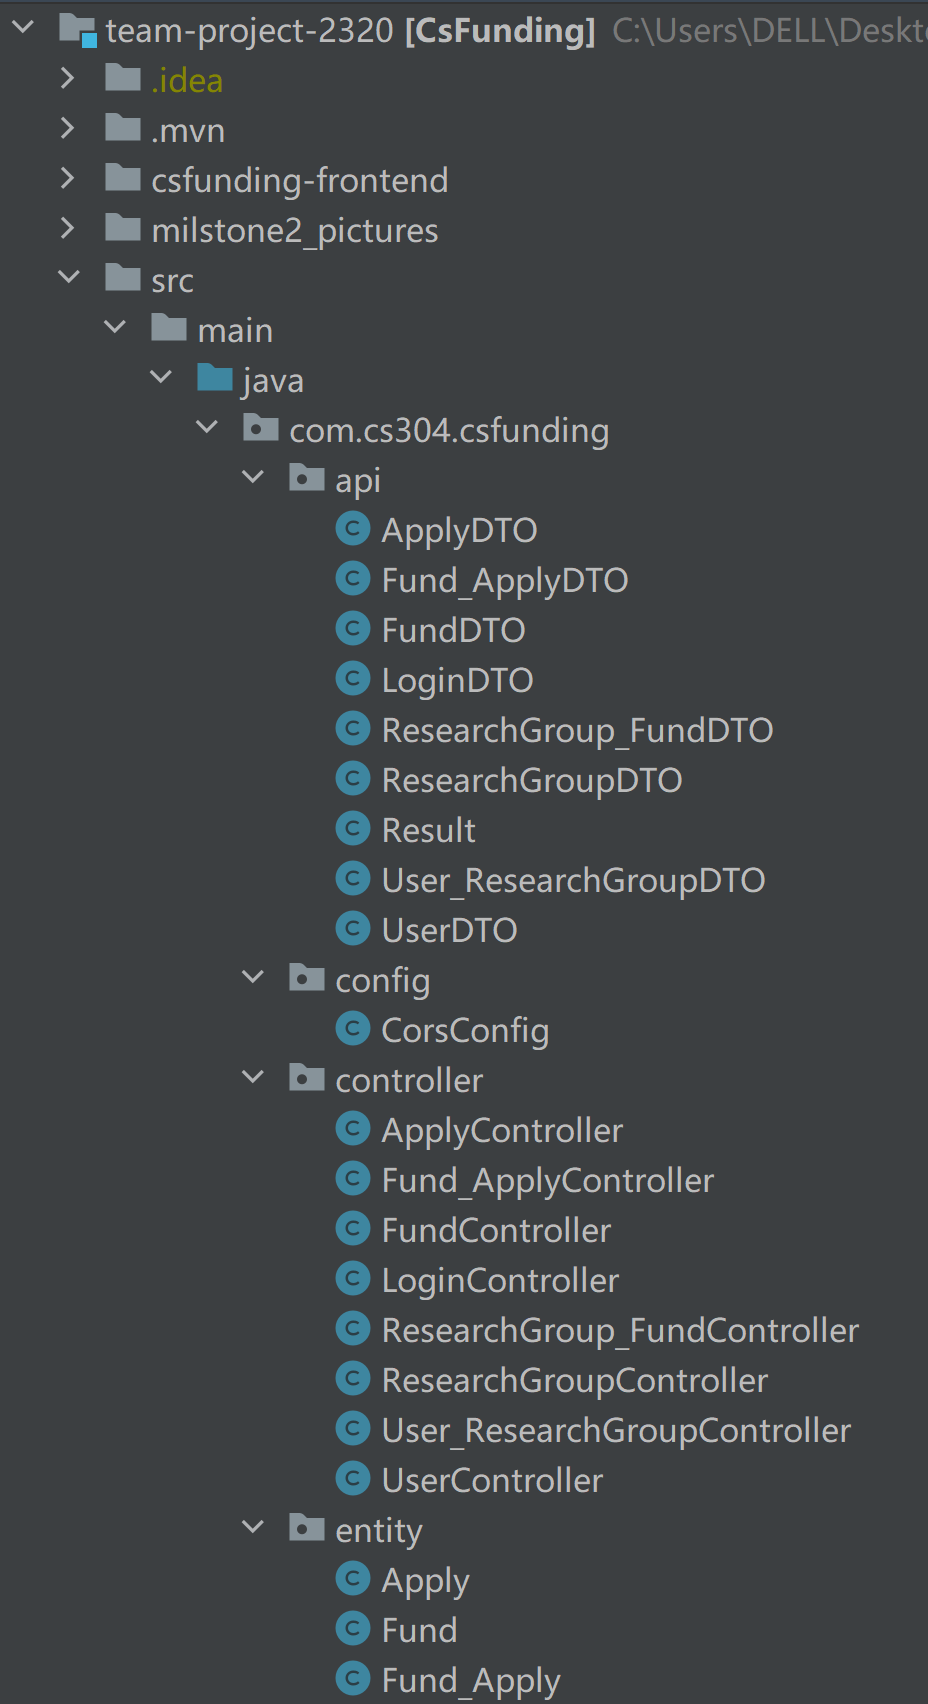 team-project-2320 [CsFunding] C:\Users\DELL\Deskto
.idea
.mvn
csfunding-frontend
milstone2_pictures
src
main
java
com.cs304.csfunding
api
ApplyDTO
Fund_ApplyDTO
FundDTO
LoginDTO
ResearchGroup_FundDTO
ResearchGroupDTO
Result
User_ResearchGroupDTO
UserDTO
config
CorsConfig
controller
ApplyController
Fund_ApplyController
FundController
LoginController
ResearchGroup_FundController
ResearchGroupController
User_ResearchGroupController
UserController
entity
Apply
Fund
Fund_Apply